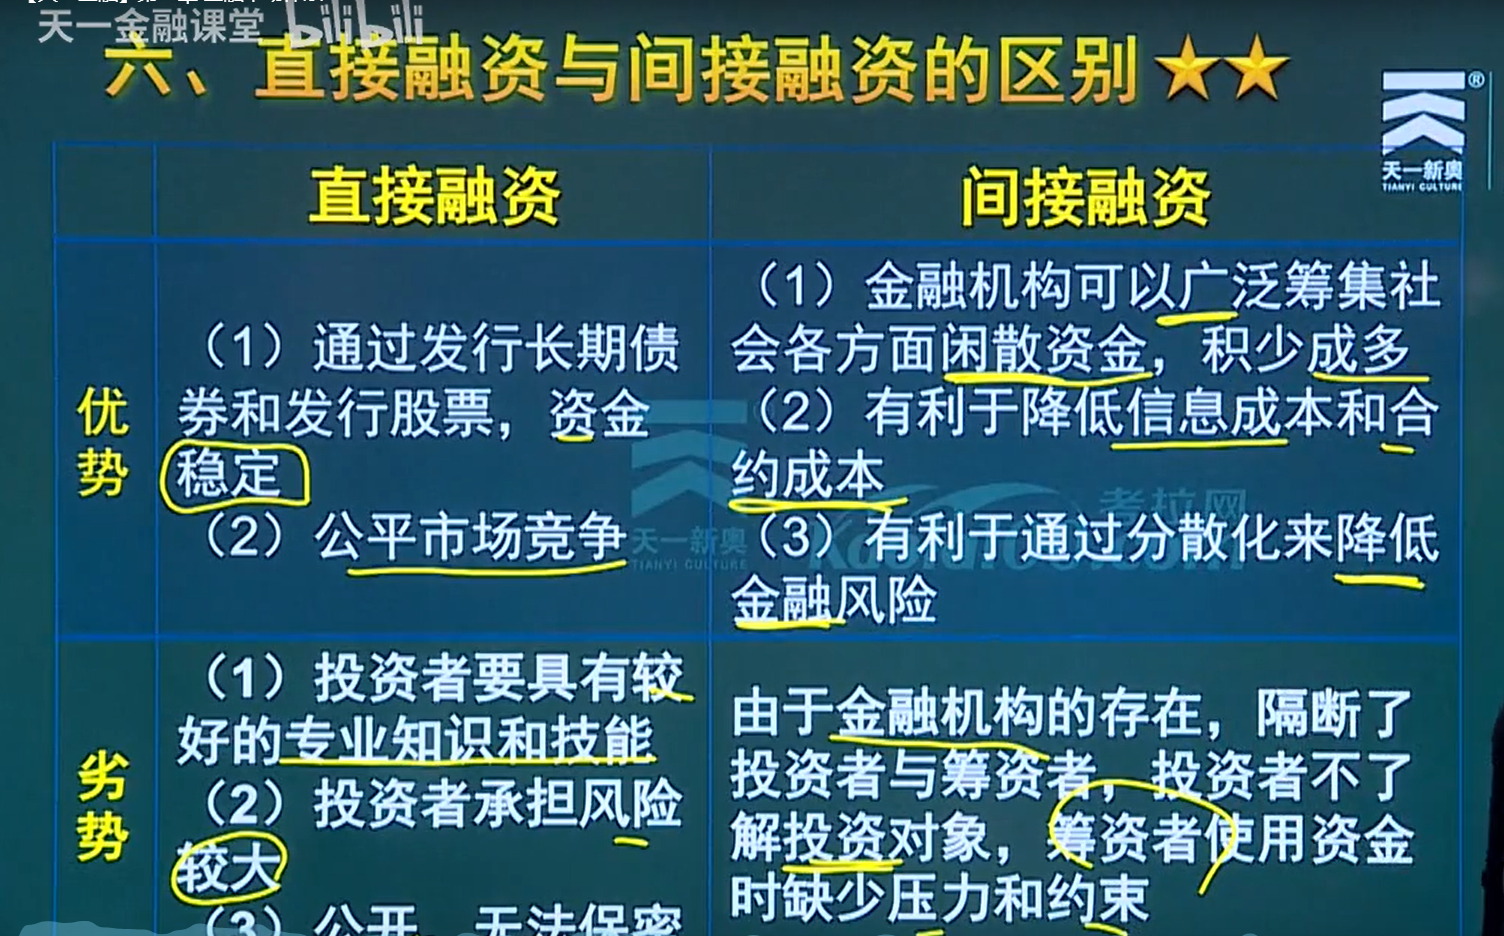 天一金融课堂 bilibili
六、直接融资与间接融资的区别
®
天一新奥
TIANYI CULTURE
直接融资
间接融资
优势
（1）通过发行长期债
券和发行股票，资金
稳定
（2）公平市场竞争
（1）金融机构可以广泛筹集社
会各方面闲散资金，积少成多
（2）有利于降低信息成本和合
约成本
（3）有利于通过分散化来降低
金融风险
天一新奥
TIANYI CULTURE
考拉网
劣势
（1）投资者要具有较
好的专业知识和技能
（2）投资者承担风险
较大
（3）公开，无法保密
由于金融机构的存在，隔断了
投资者与筹资者，投资者不了
解投资对象，筹资者使用资金
时缺少压力和约束